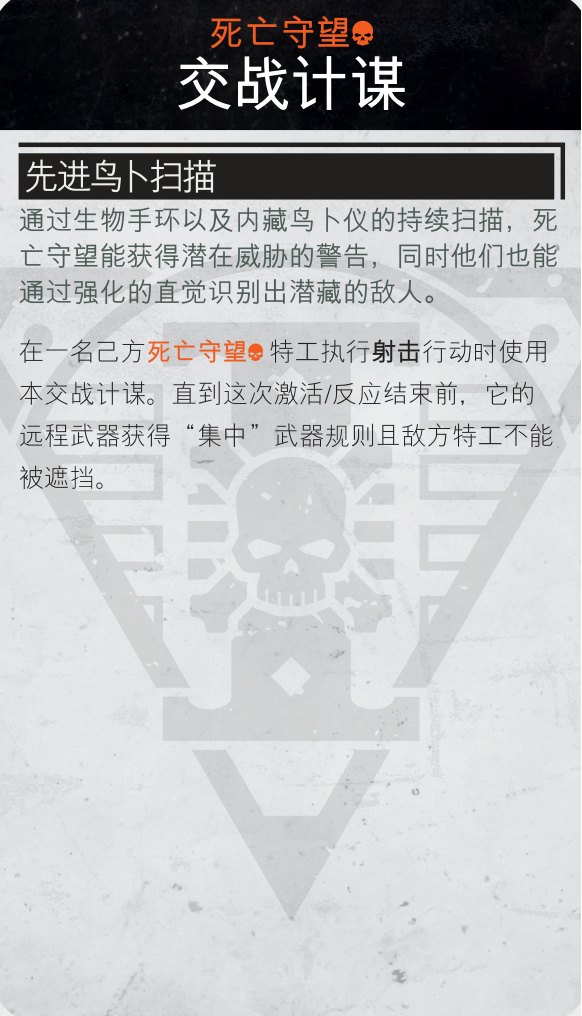 死亡守望
交战计谋
先进鸟卜扫描
通过生物手环以及内藏鸟卜仪的持续扫描，死
亡守望能获得潜在威胁的警告，同时他们也能
通过强化的直觉识别出潜藏的敌人。
在一名己方死亡守望特工执行射击行动时使用
本交战计谋。直到这次激活/反应结束前，它的
远程武器获得“集中”武器规则且敌方特工不能
被遮挡。